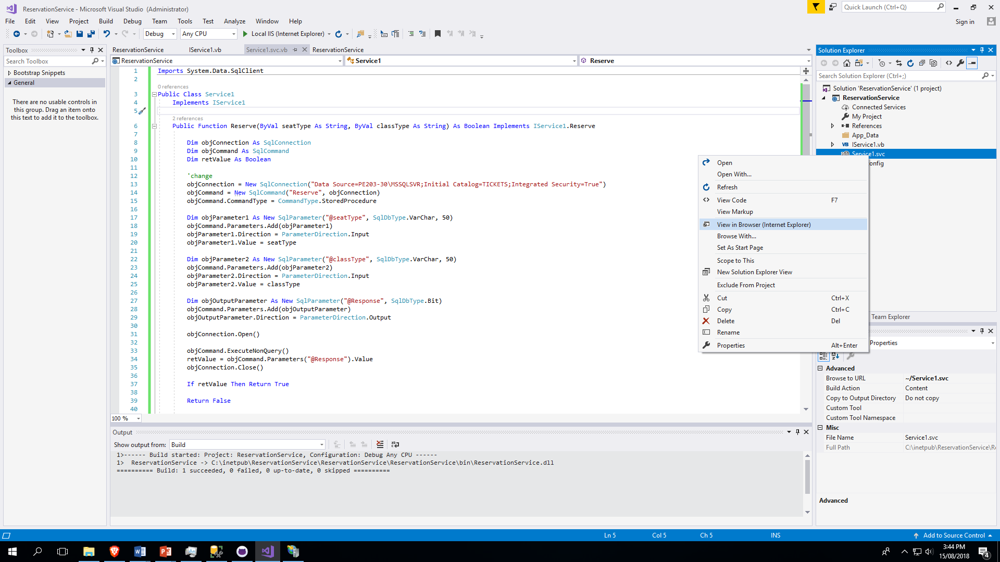 ReservationService - Microsoft Visual Studio (Administrator)
Quick Launch (Ctrl+Q)
File Edit View Project Build Debug Team Tools Test Analyze Window Help
Sign in
Debug Any CPU Local IIS (Internet Explorer)
Toolbox
Search Toolbox
Bootstrap Snippets
General
There are no usable controls in
this group. Drag an item onto
this text to add it to the toolbox.
ReservationService IService1.vb Service1.svc.vb ReservationService
ReservationService Service1 Reserve
1 Imports System.Data.SqlClient
2
0 references
3 Public Class Service1
4 Implements IService1
5
2 references
6 Public Function Reserve(ByVal seatType As String, ByVal classType As String) As Boolean Implements IService1.Reserve
7
8 Dim objConnection As SqlConnection
9 Dim objCommand As SqlCommand
10 Dim retValue As Boolean
11
12 'change
13 objConnection = New SqlConnection("Data Source=PE203-30\MSSQLSVR;Initial Catalog=TICKETS;Integrated Security=True")
14 objCommand = New SqlCommand("Reserve", objConnection)
15 objCommand.CommandType = CommandType.StoredProcedure
16
17 Dim objParameter1 As New SqlParameter("@seatType", SqlDbType.VarChar, 50)
18 objCommand.Parameters.Add(objParameter1)
19 objParameter1.Direction = ParameterDirection.Input
20 objParameter1.Value = seatType
21
22 Dim objParameter2 As New SqlParameter("@classType", SqlDbType.VarChar, 50)
23 objCommand.Parameters.Add(objParameter2)
24 objParameter2.Direction = ParameterDirection.Input
25 objParameter2.Value = classType
26
27 Dim objOutputParameter As New SqlParameter("@Response", SqlDbType.Bit)
28 objCommand.Parameters.Add(objOutputParameter)
29 objOutputParameter.Direction = ParameterDirection.Output
30
31 objConnection.Open()
32
33 objCommand.ExecuteNonQuery()
34 retValue = objCommand.Parameters("@Response").Value
35 objConnection.Close()
36
37 If retValue Then Return True
38
39 Return False
40
100 %
Output
Show output from: Build
1>------ Build started: Project: ReservationService, Configuration: Debug Any CPU ------
1> ReservationService -> C:\inetpub\ReservationService\ReservationService\ReservationService\bin\ReservationService.dll
========== Build: 1 succeeded, 0 failed, 0 up-to-date, 0 skipped ==========
Solution Explorer
Search Solution Explorer (Ctrl+;)
Solution 'ReservationService' (1 project)
ReservationService
Connected Services
My Project
References
App_Data
IService1.vb
Service1.svc
onfig
Open
Open With...
Refresh
View Code F7
View Markup
View in Browser (Internet Explorer)
Browse With...
Set As Start Page
Scope to This
New Solution Explorer View
Exclude From Project
Cut Ctrl+X
Copy Ctrl+C
Delete Del
Rename
Properties Alt+Enter
Team Explorer
Properties
Advanced
Browse to URL ~/Service1.svc
Build Action Content
Copy to Output Directory Do not copy
Custom Tool
Custom Tool Namespace
Misc
File Name Service1.svc
Full Path C:\inetpub\ReservationService\R
Advanced
Ln 5 Col 5 Ch 5 INS Add to Source Control
3:44 PM
15/08/2018
4